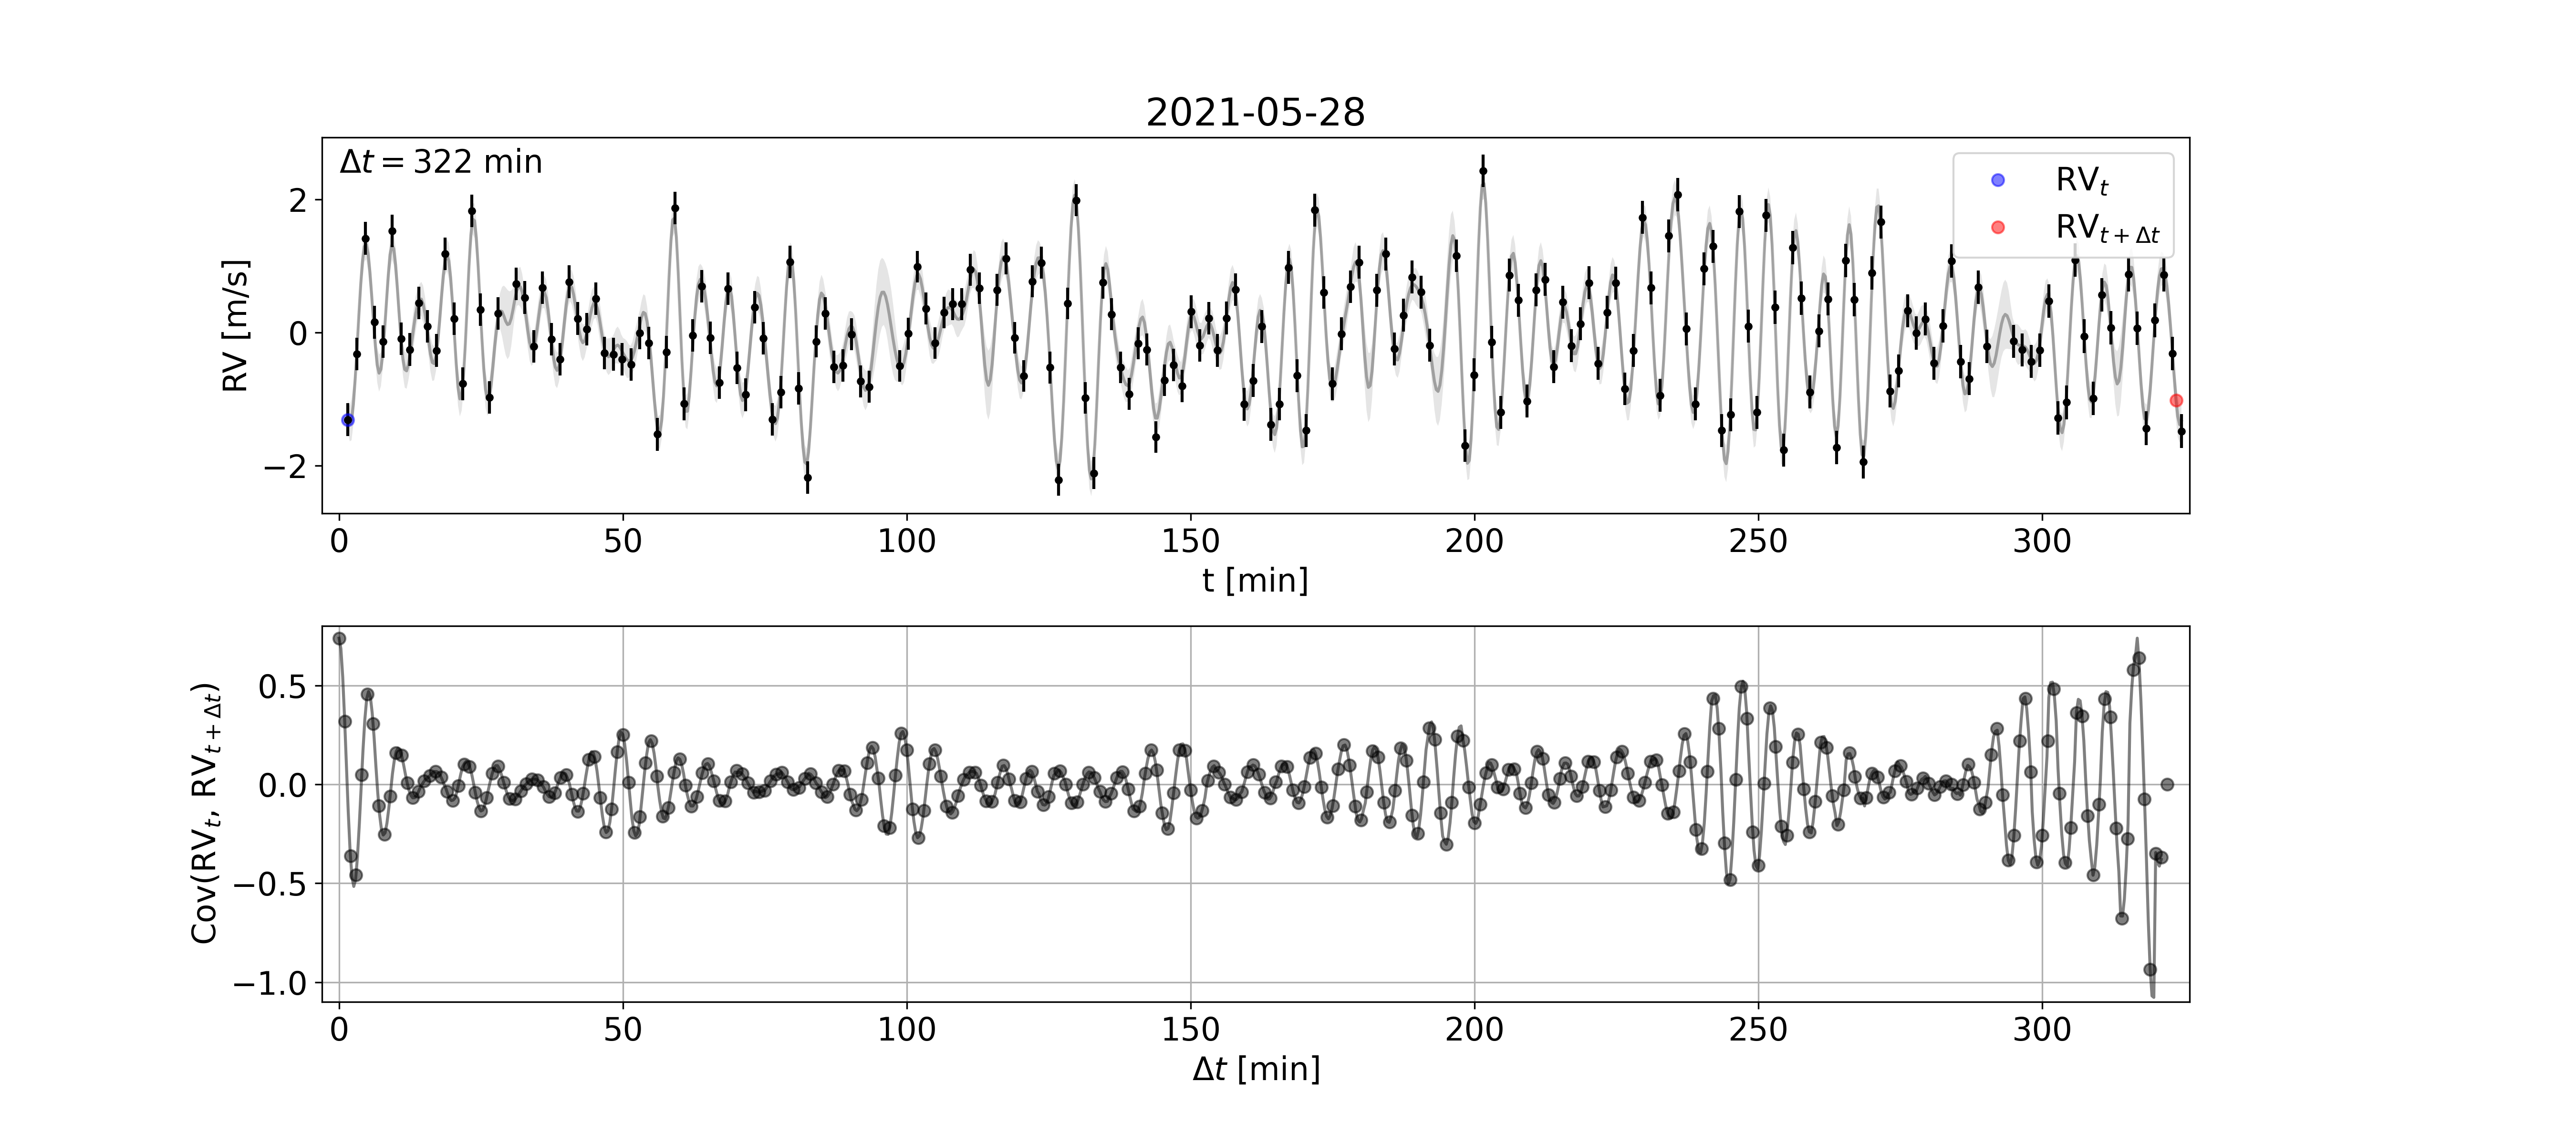 2021-05-28
Δt = 322 min
RV_t
RV_{t+Δt}
RV [m/s]
2
0
−2
0 50 100 150 200 250 300
t [min]
Cov(RV_t, RV_{t+Δt})
0.5
0.0
−0.5
−1.0
0 50 100 150 200 250 300
Δt [min]